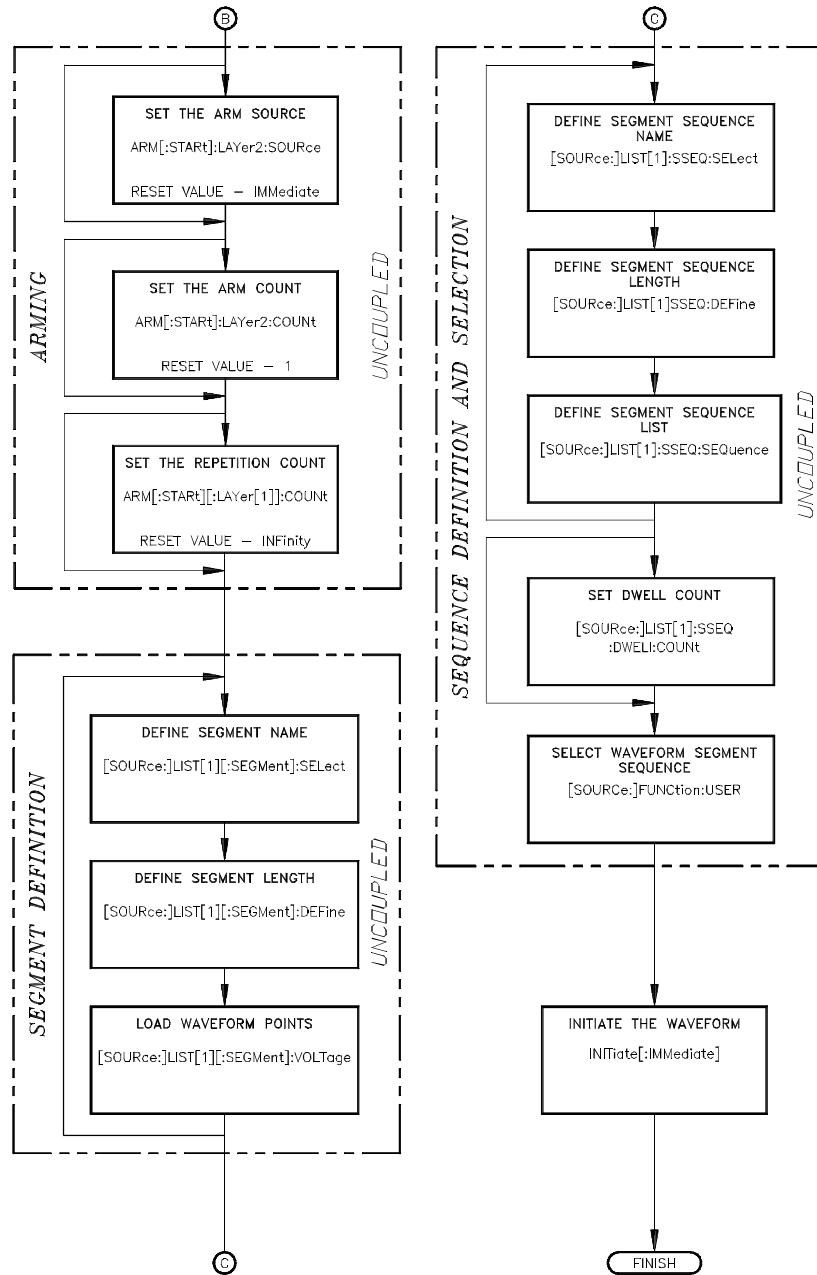 B
ARMING
SET THE ARM SOURCE
ARM[:STARt]:LAYer2:SOURce
RESET VALUE – IMMediate
SET THE ARM COUNT
ARM[:STARt]:LAYer2:COUNt
RESET VALUE – 1
SET THE REPETITION COUNT
ARM[:STARt][:LAYer[1]]:COUNt
RESET VALUE – INFinity
UNCOUPLED
SEGMENT DEFINITION
DEFINE SEGMENT NAME
[SOURce:]LIST[1][:SEGMent]:SELect
DEFINE SEGMENT LENGTH
[SOURce:]LIST[1][:SEGMent]:DEFine
LOAD WAVEFORM POINTS
[SOURce:]LIST[1][:SEGMent]:VOLTage
UNCOUPLED
C
C
SEQUENCE DEFINITION AND SELECTION
DEFINE SEGMENT SEQUENCE
NAME
[SOURce:]LIST[1]:SSEQ:SELect
DEFINE SEGMENT SEQUENCE
LENGTH
[SOURce:]LIST[1]SSEQ:DEFine
DEFINE SEGMENT SEQUENCE
LIST
[SOURce:]LIST[1]:SSEQ:SEQuence
SET DWELL COUNT
[SOURce:]LIST[1]:SSEQ
:DWELl:COUNt
SELECT WAVEFORM SEGMENT
SEQUENCE
[SOURCe:]FUNCtion:USER
UNCOUPLED
INITIATE THE WAVEFORM
INITiate[:IMMediate]
FINISH